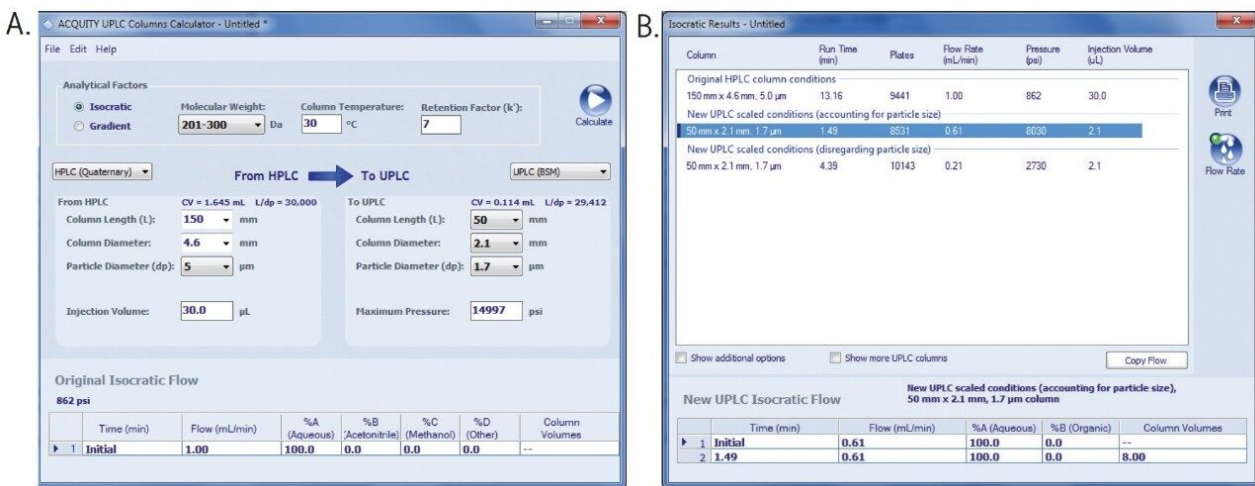 A.
ACQUITY UPLC Columns Calculator - Untitled *
File Edit Help
Analytical Factors
Isocratic
Gradient
Molecular Weight:
201-300 Da
Column Temperature:
30 °C
Retention Factor (k'):
7
Calculate
HPLC (Quaternary)
From HPLC To UPLC
UPLC (BSM)
From HPLC CV = 1.645 mL L/dp = 30,000
Column Length (L): 150 mm
Column Diameter: 4.6 mm
Particle Diameter (dp): 5 µm
Injection Volume: 30.0 µL
To UPLC CV = 0.114 mL L/dp = 29,412
Column Length (L): 50 mm
Column Diameter: 2.1 mm
Particle Diameter (dp): 1.7 µm
Maximum Pressure: 14997 psi
Original Isocratic Flow
862 psi
Time (min) Flow (mL/min) %A (Aqueous) %B (Acetonitrile) %C (Methanol) %D (Other) Column Volumes
1 Initial 1.00 100.0 0.0 0.0 0.0 --
B.
Isocratic Results - Untitled
Column Run Time (min) Plates Flow Rate (mL/min) Pressure (psi) Injection Volume (uL)
Original HPLC column conditions
150 mm x 4.6 mm, 5.0 µm 13.16 9441 1.00 862 30.0
New UPLC scaled conditions (accounting for particle size)
50 mm x 2.1 mm, 1.7 µm 1.49 8531 0.61 8030 2.1
New UPLC scaled conditions (disregarding particle size)
50 mm x 2.1 mm, 1.7 µm 4.39 10143 0.21 2730 2.1
Print
Flow Rate
Show additional options
Show more UPLC columns
Copy Flow
New UPLC Isocratic Flow
New UPLC scaled conditions (accounting for particle size),
50 mm x 2.1 mm, 1.7 µm column
Time (min) Flow (mL/min) %A (Aqueous) %B (Organic) Column Volumes
1 Initial 0.61 100.0 0.0 --
2 1.49 0.61 100.0 0.0 8.00